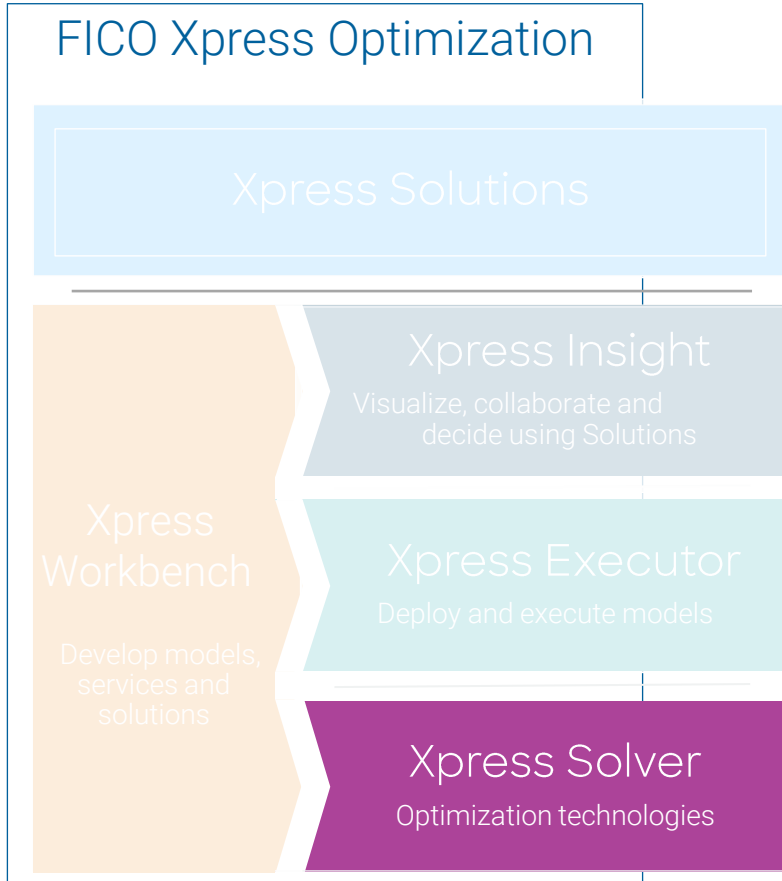 FICO Xpress Optimization
Xpress Solutions
Xpress Insight
Visualize, collaborate and
decide using Solutions
Xpress
Workbench
Develop models,
services and
solutions
Xpress Executor
Deploy and execute models
Xpress Solver
Optimization technologies